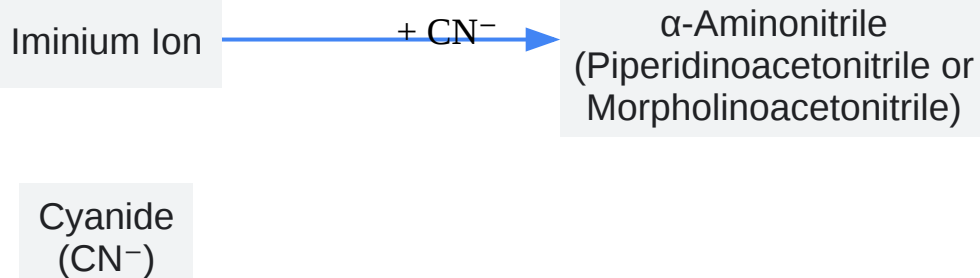 Iminium Ion
+ CN⁻
α-Aminonitrile
(Piperidinoacetonitrile or
Morpholinoacetonitrile)
Cyanide
(CN⁻)